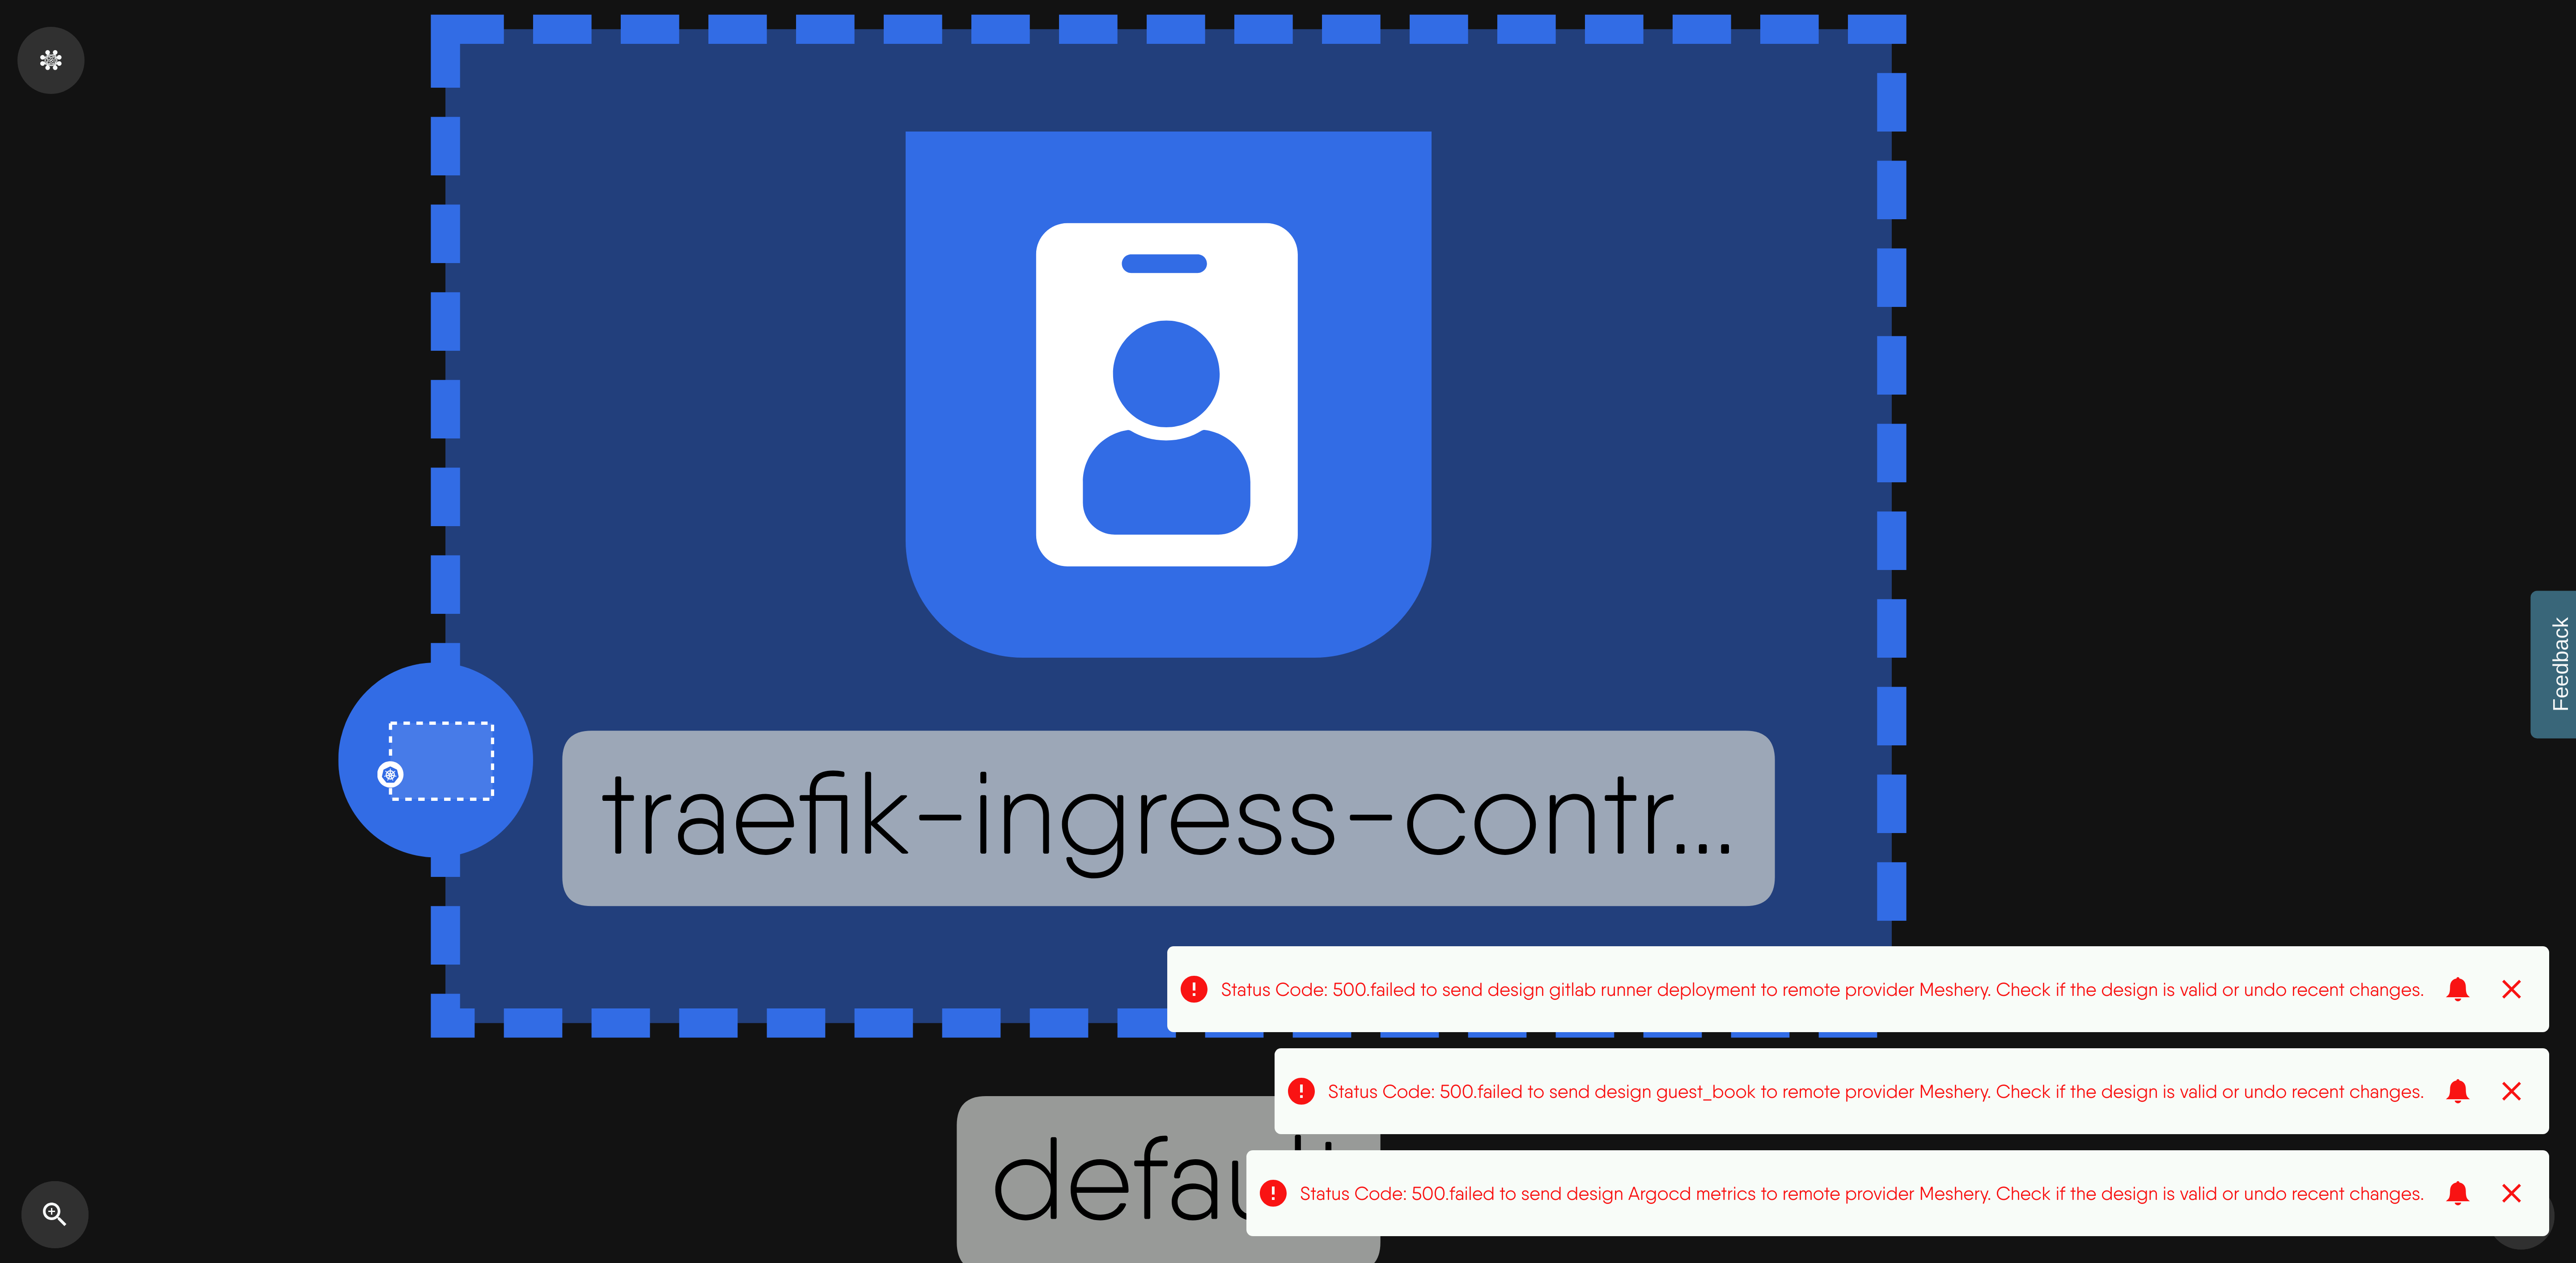 Feedback
traefik-ingress-contr...
Status Code: 500.failed to send design gitlab runner deployment to remote provider Meshery. Check if the design is valid or undo recent changes.
Status Code: 500.failed to send design guest_book to remote provider Meshery. Check if the design is valid or undo recent changes.
Status Code: 500.failed to send design Argocd metrics to remote provider Meshery. Check if the design is valid or undo recent changes.